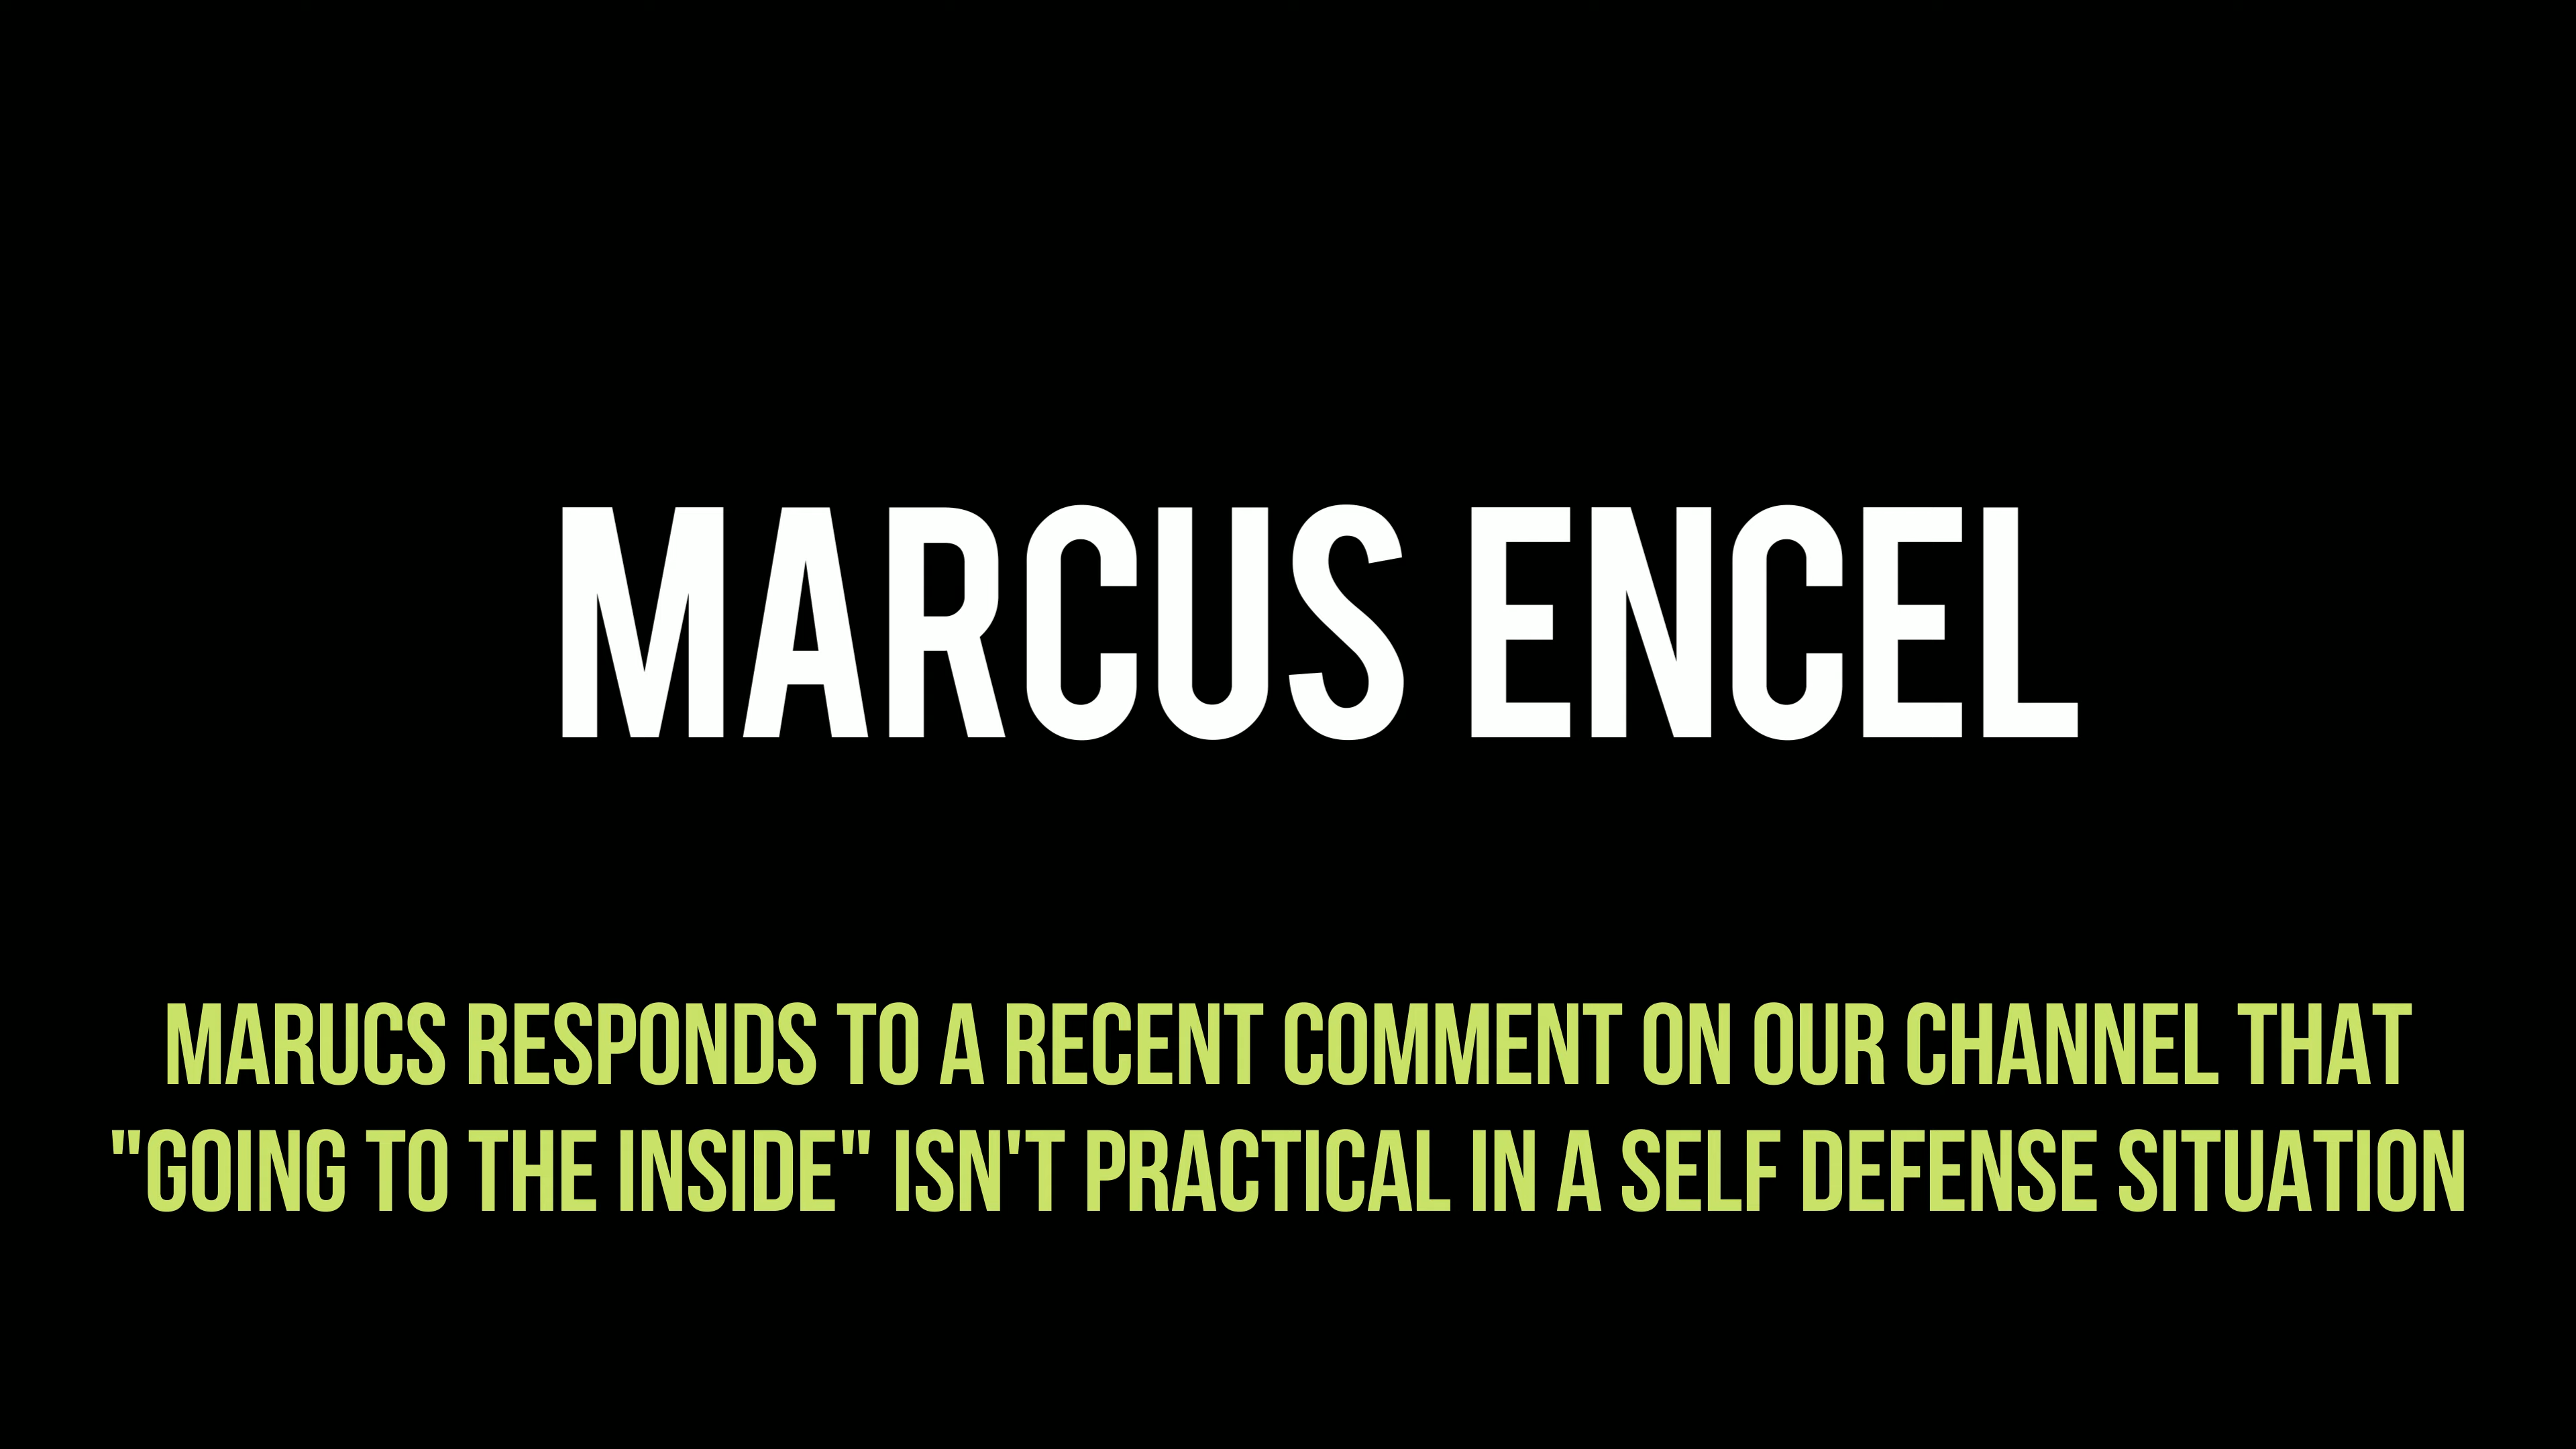 MARCUS ENCEL
MARUCS RESPONDS TO A RECENT COMMENT ON OUR CHANNEL THAT
"GOING TO THE INSIDE" ISN'T PRACTICAL IN A SELF DEFENSE SITUATION